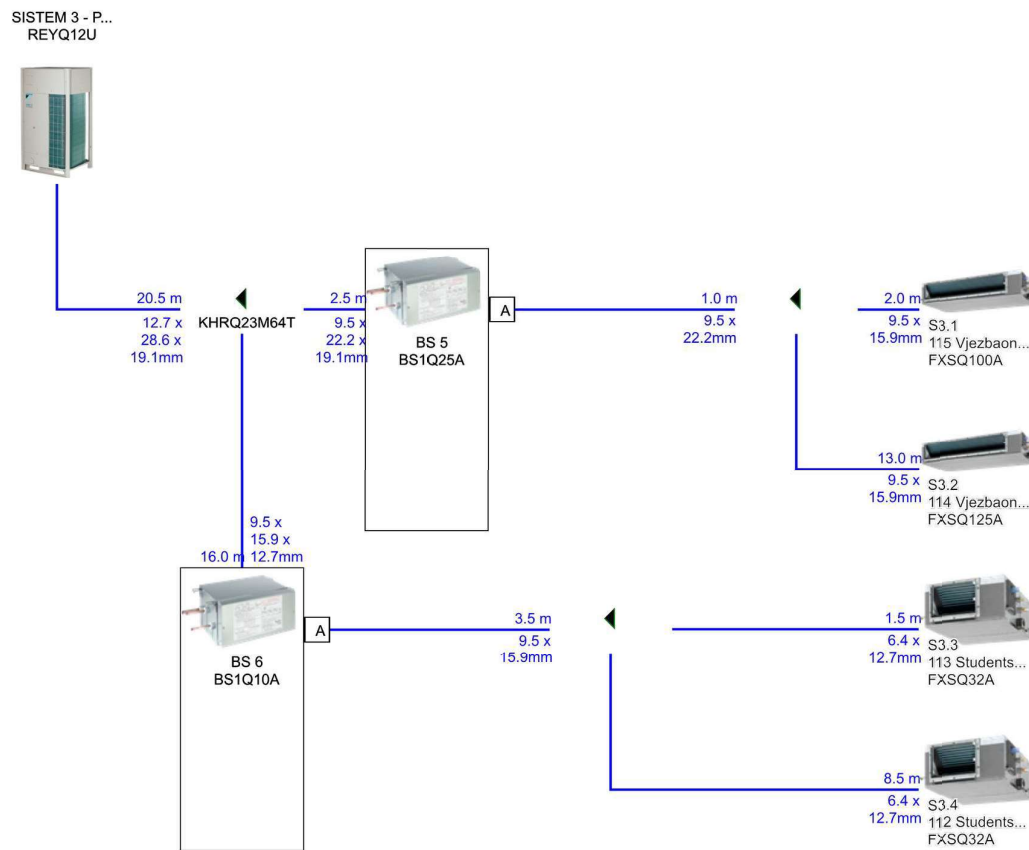 SISTEM 3 - P...
REYQ12U
20.5 m
12.7 x
28.6 x
19.1mm
KHRQ23M64T
2.5 m
9.5 x
22.2 x
19.1mm
BS 5
BS1Q25A
A
1.0 m
9.5 x
22.2mm
2.0 m
9.5 x
15.9mm
S3.1
115 Vjezbaon...
FXSQ100A
13.0 m
9.5 x
15.9mm
S3.2
114 Vjezbaon...
FXSQ125A
9.5 x
15.9 x
16.0 m 12.7mm
BS 6
BS1Q10A
A
3.5 m
9.5 x
15.9mm
1.5 m
6.4 x
12.7mm
S3.3
113 Students...
FXSQ32A
8.5 m
6.4 x
12.7mm
S3.4
112 Students...
FXSQ32A